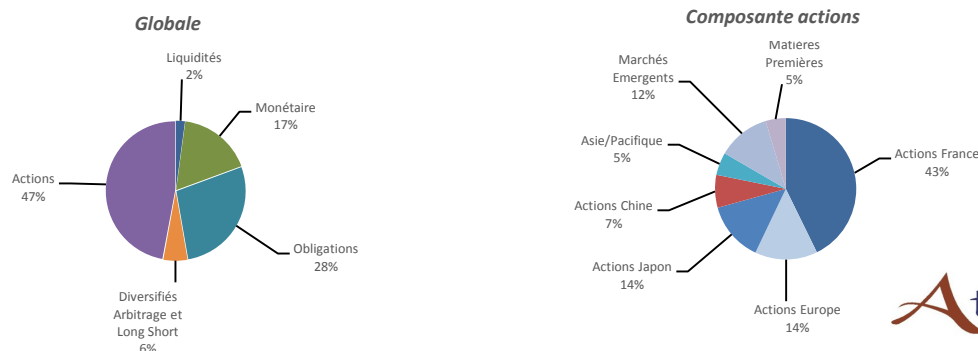 Globale
Liquidités
2%
Monétaire
17%
Actions
47%
Obligations
28%
Diversifiés
Arbitrage et
Long Short
6%
Composante actions
Matières
Premières
5%
Marchés
Emergents
12%
Asie/Pacifique
5%
Actions France
43%
Actions Chine
7%
Actions Japon
14%
Actions Europe
14%